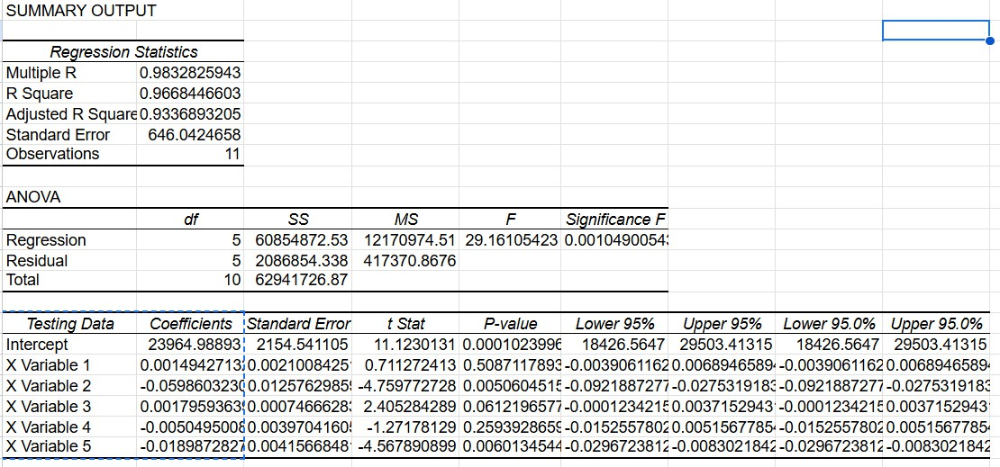 SUMMARY OUTPUT
Regression Statistics
Multiple R 0.9832825943
R Square 0.9668446603
Adjusted R Square 0.9336893205
Standard Error 646.0424658
Observations 11
ANOVA
df SS MS F Significance F
Regression 5 60854872.53 12170974.51 29.16105423 0.0010490054
Residual 5 2086854.338 417370.8676
Total 10 62941726.87
Testing Data Coefficients Standard Error t Stat P-value Lower 95% Upper 95% Lower 95.0% Upper 95.0%
Intercept 23964.98893 2154.541105 11.1230131 0.0001023996 18426.5647 29503.41315 18426.5647 29503.41315
X Variable 1 0.0014942713 0.0021008425 0.711272413 0.5087117893 -0.0039061162 0.0068946589 -0.0039061162 0.0068946589
X Variable 2 -0.059860323 0.0125762985 -4.759772728 0.0050604515 -0.0921887277 -0.0275319183 -0.0921887277 -0.0275319183
X Variable 3 0.0017959363 0.0007466628 2.405284289 0.0612196577 -0.0001234215 0.0037152943 -0.0001234215 0.0037152943
X Variable 4 -0.005049500 0.0039704160 -1.27178129 0.2593928659 -0.0152557802 0.0051567785 -0.0152557802 0.0051567785
X Variable 5 -0.018987282 0.0041566848 -4.567890899 0.0060134544 -0.0296723812 -0.0083021842 -0.0296723812 -0.0083021842